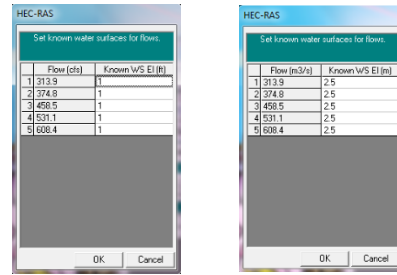 HEC-RAS
Set known water surfaces for flows.
Flow (cfs) Known WS El (ft)
1 313.9 1
2 374.8 1
3 458.5 1
4 531.1 1
5 608.4 1
OK Cancel
HEC-RAS
Set known water surfaces for flows.
Flow (m3/s) Known WS El (m)
1 313.9 2.5
2 374.8 2.5
3 458.5 2.5
4 531.1 2.5
5 608.4 2.5
OK Cancel